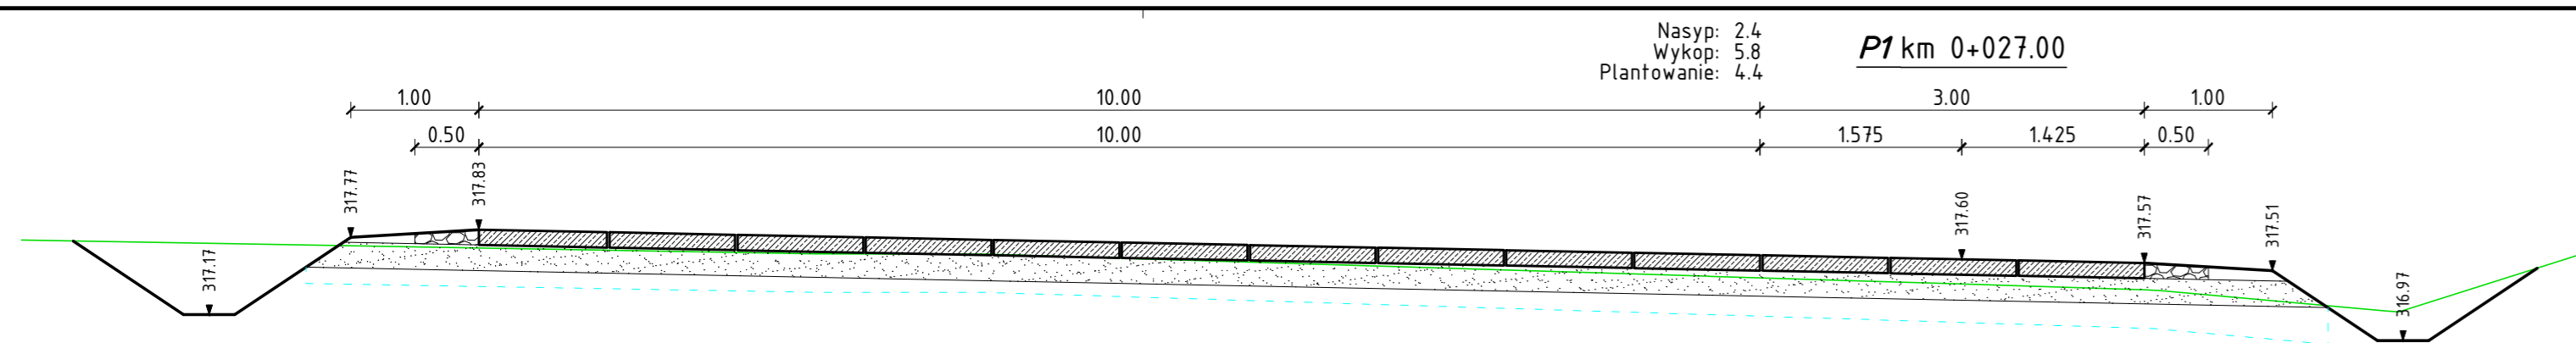 Nasyp: 2.4
Wykop: 5.8
Plantowanie: 4.4
P1 km 0+027.00
1.00 10.00 3.00 1.00
0.50 10.00 1.575 1.425 0.50
317.77
317.83
317.60
317.57
317.51
317.17
316.97